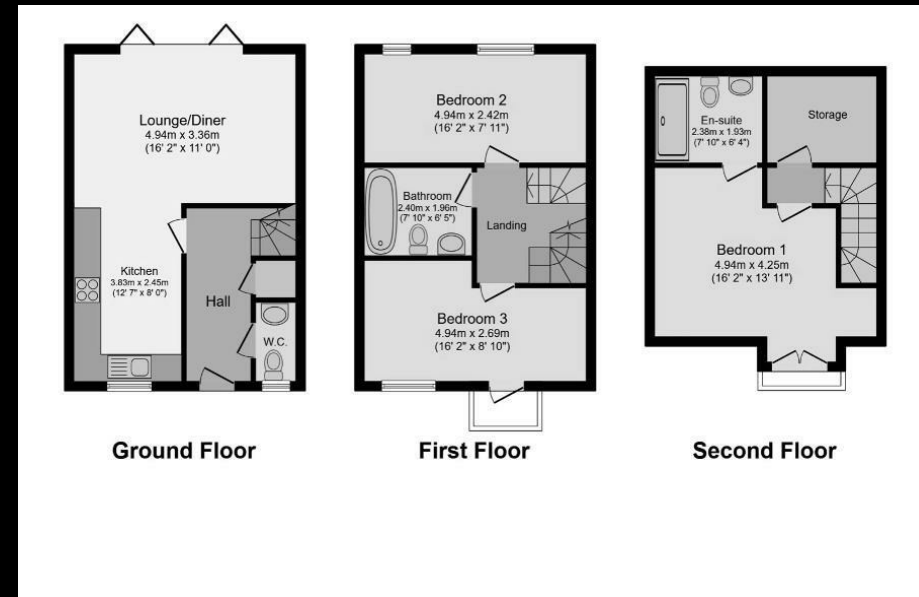 Lounge/Diner
4.94m x 3.36m
(16' 2" x 11' 0")
Kitchen
3.83m x 2.45m
(12' 7" x 8' 0")
Hall
W.C.
Ground Floor
Bedroom 2
4.94m x 2.42m
(16' 2" x 7' 11")
Bathroom
2.40m x 1.96m
(7' 10" x 6' 5")
Landing
Bedroom 3
4.94m x 2.69m
(16' 2" x 8' 10")
First Floor
En-suite
2.38m x 1.93m
(7' 10" x 6' 4")
Storage
Bedroom 1
4.94m x 4.25m
(16' 2" x 13' 11")
Second Floor